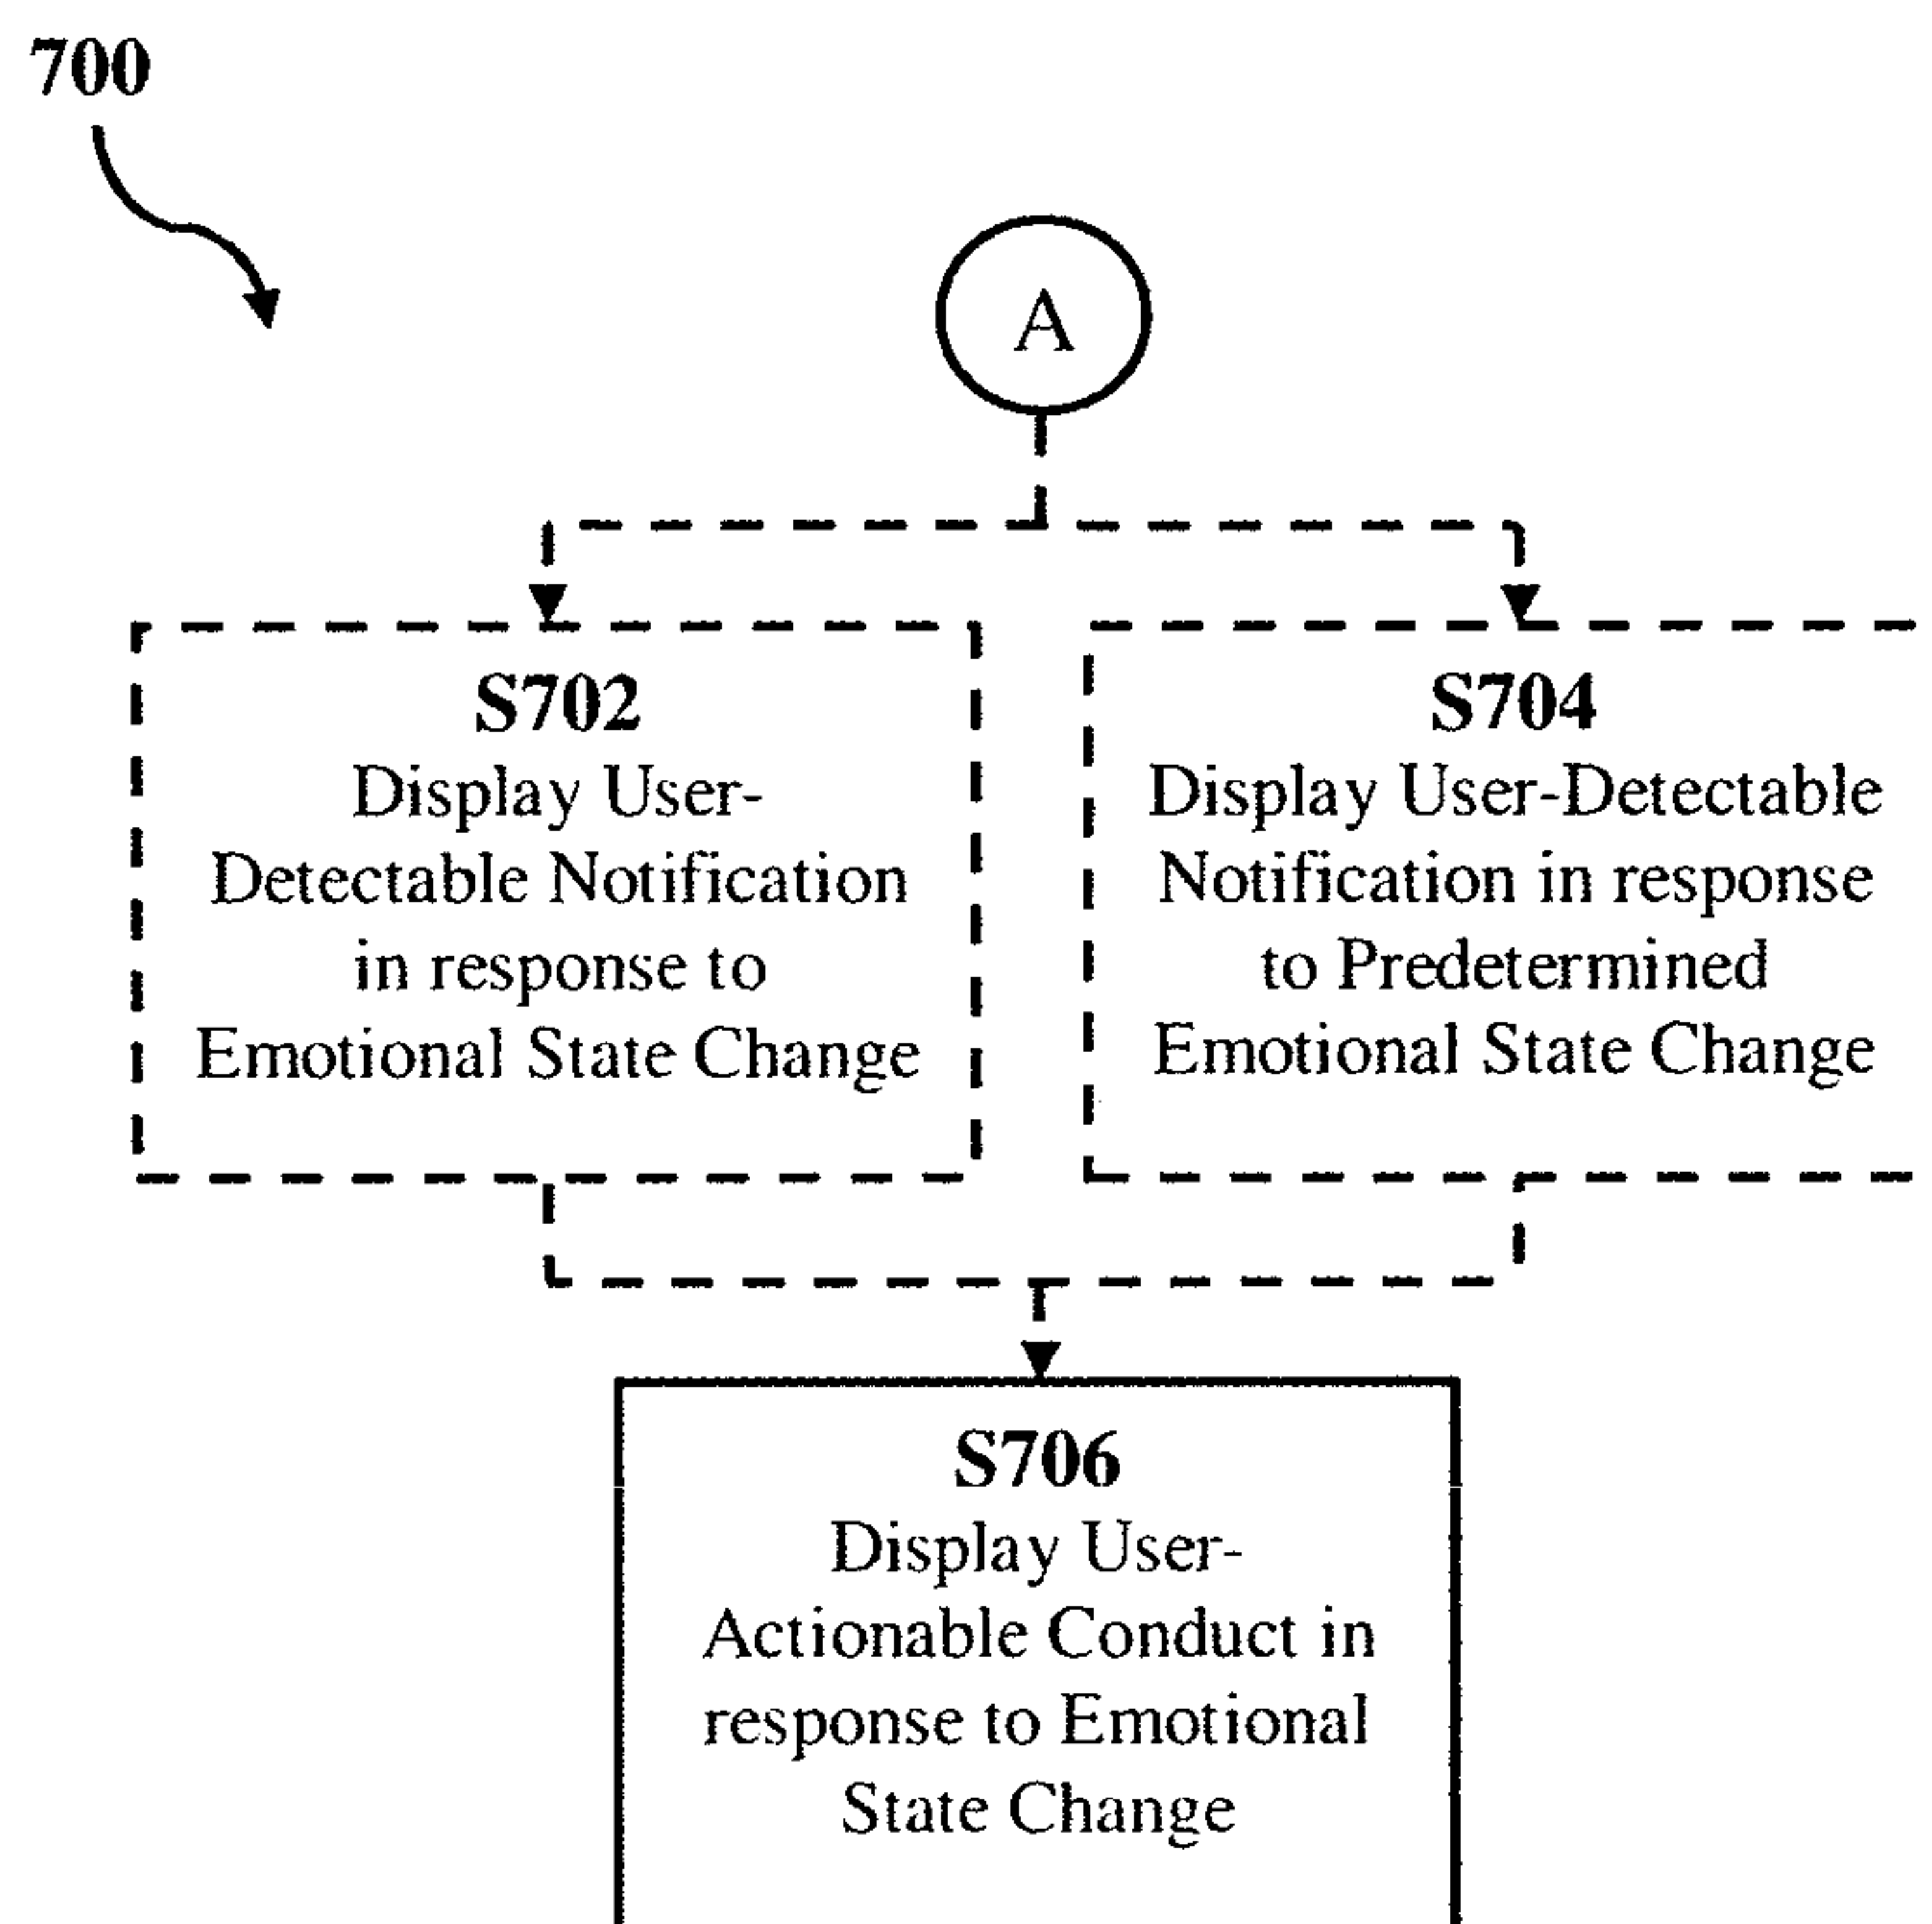 700
A
S702
Display User-
Detectable Notification
in response to
Emotional State Change
S704
Display User-Detectable
Notification in response
to Predetermined
Emotional State Change
S706
Display User-
Actionable Conduct in
response to Emotional
State Change